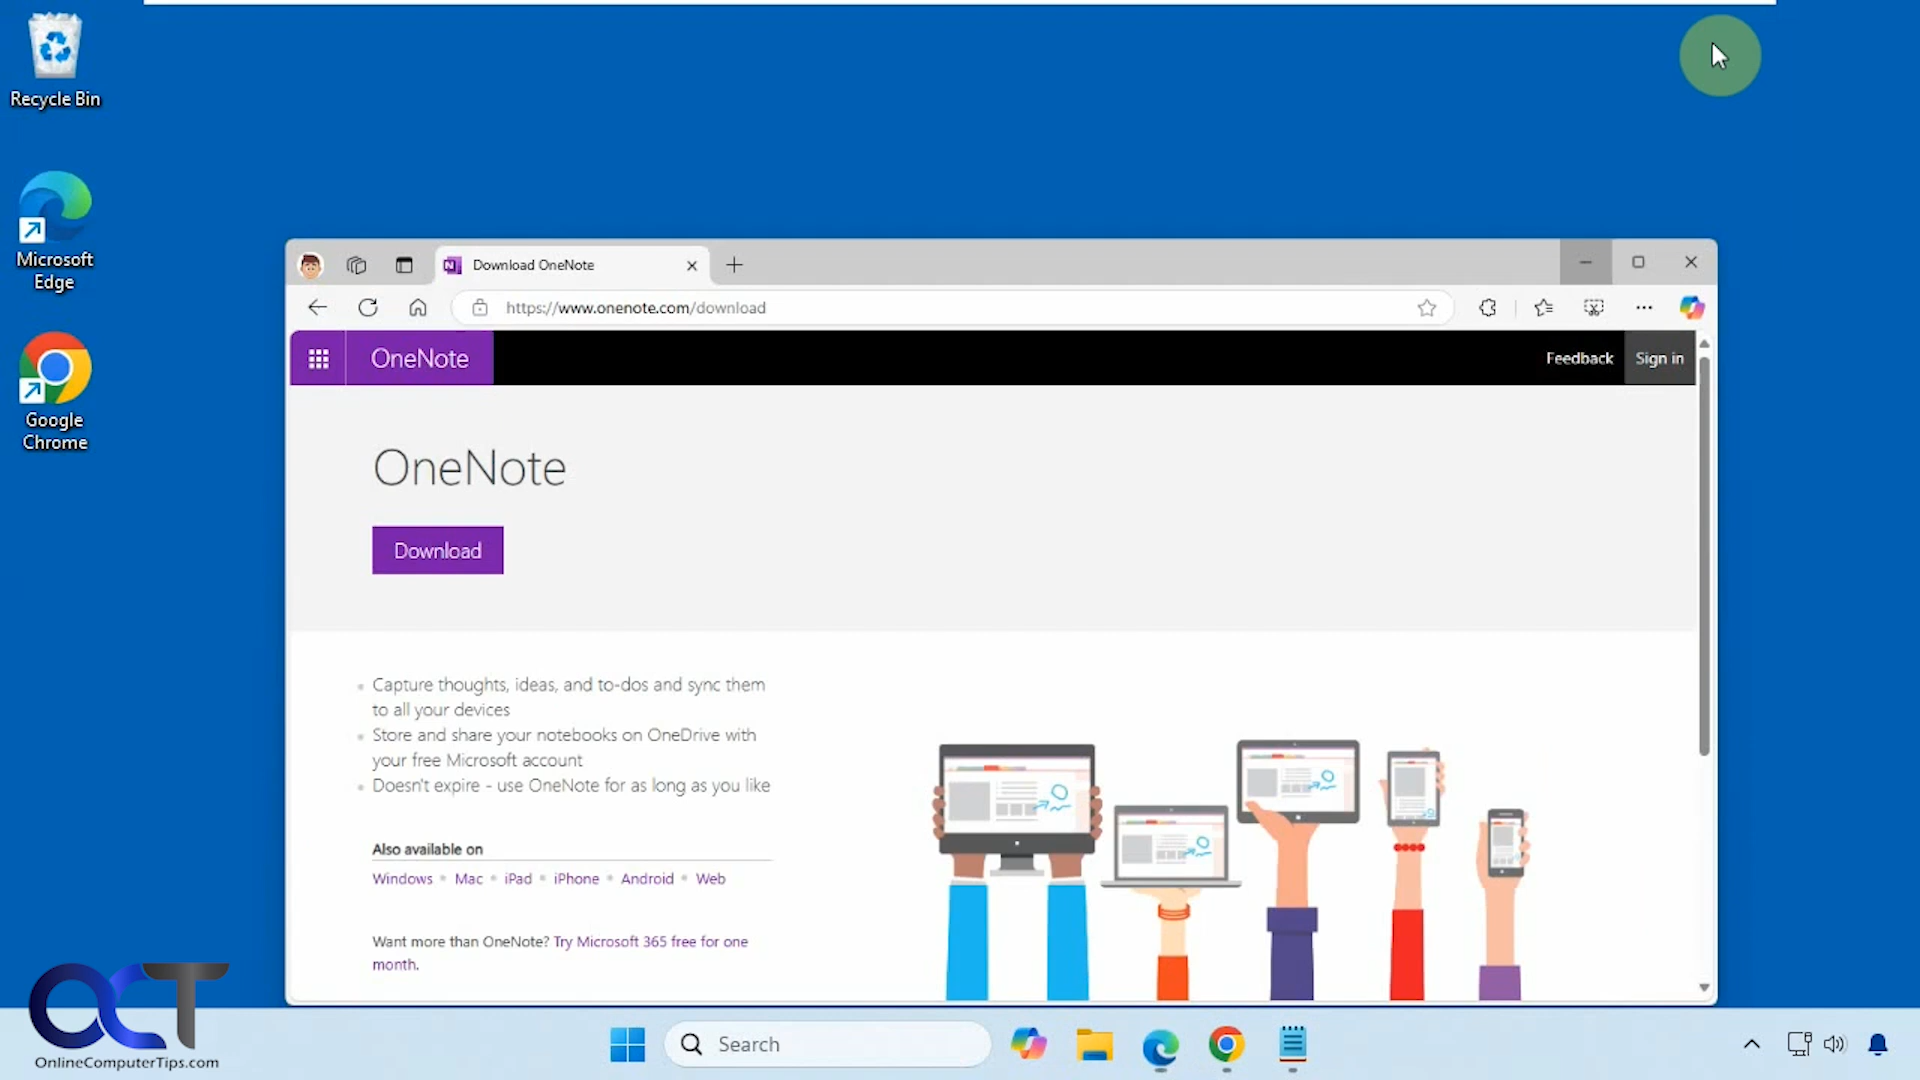 Recycle Bin
Microsoft
Edge
Google
Chrome
Download OneNote
https://www.onenote.com/download
OneNote
Feedback
Sign in
OneNote
Download
Capture thoughts, ideas, and to-dos and sync them
to all your devices
Store and share your notebooks on OneDrive with
your free Microsoft account
Doesn't expire - use OneNote for as long as you like
Also available on
Windows • Mac • iPad • iPhone • Android • Web
Want more than OneNote? Try Microsoft 365 free for one
month.
OCT
OnlineComputerTips.com
Search